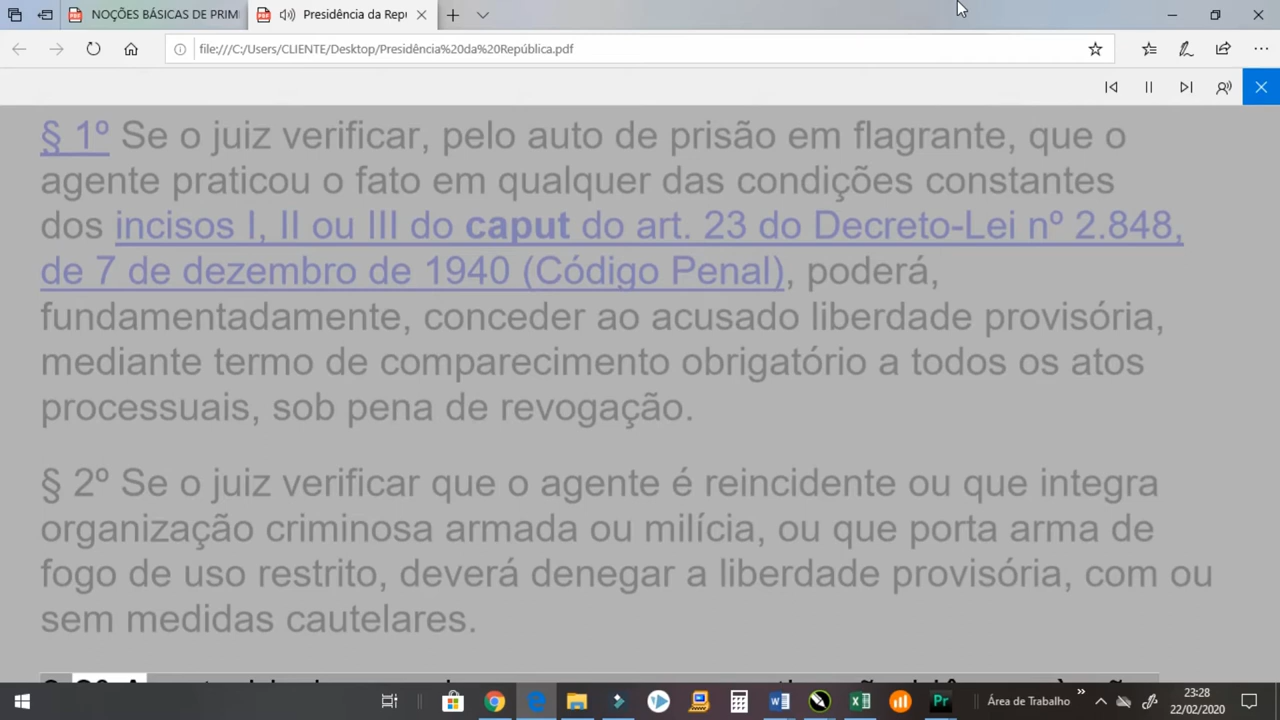 NOÇÕES BÁSICAS DE PRIM
Presidência da Repú
file:///C:/Users/CLIENTE/Desktop/Presidência%20da%20República.pdf
§ 1º Se o juiz verificar, pelo auto de prisão em flagrante, que o
agente praticou o fato em qualquer das condições constantes
dos incisos I, II ou III do caput do art. 23 do Decreto-Lei nº 2.848,
de 7 de dezembro de 1940 (Código Penal), poderá,
fundamentadamente, conceder ao acusado liberdade provisória,
mediante termo de comparecimento obrigatório a todos os atos
processuais, sob pena de revogação.
§ 2º Se o juiz verificar que o agente é reincidente ou que integra
organização criminosa armada ou milícia, ou que porta arma de
fogo de uso restrito, deverá denegar a liberdade provisória, com ou
sem medidas cautelares.
Área de Trabalho
23:28
22/02/2020